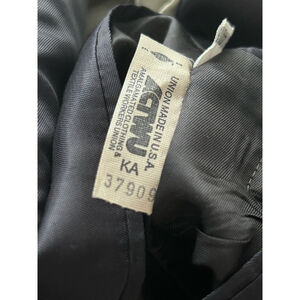 UNION MADE IN U.S.A.
ACTWU
AMALGAMATED CLOTHING &
TEXTILE WORKERS UNION
KA
37909